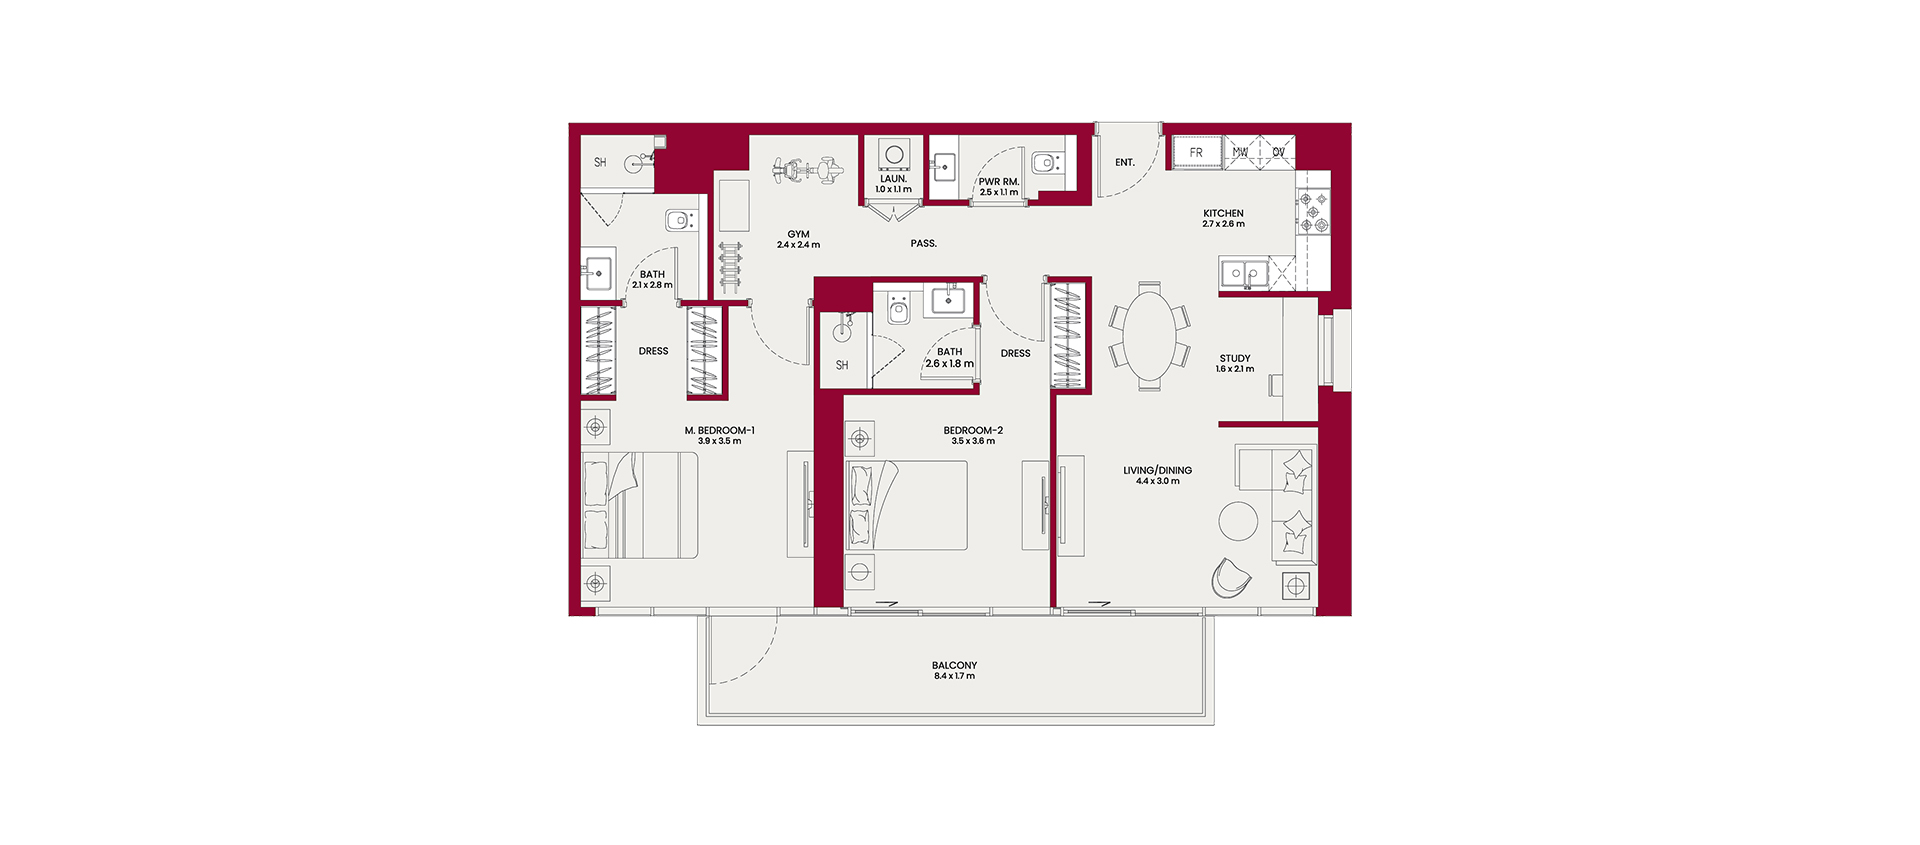 SH
LAUN.
1.0 x 1.1 m
PWR RM.
2.5 x 1.1 m
ENT.
FR
MW
OV
KITCHEN
2.7 x 2.6 m
GYM
2.4 x 2.4 m
PASS.
BATH
2.1 x 2.8 m
DRESS
SH
BATH
2.6 x 1.8 m
DRESS
STUDY
1.6 x 2.1 m
M. BEDROOM-1
3.9 x 3.5 m
BEDROOM-2
3.5 x 3.6 m
LIVING/DINING
4.4 x 3.0 m
BALCONY
8.4 x 1.7 m